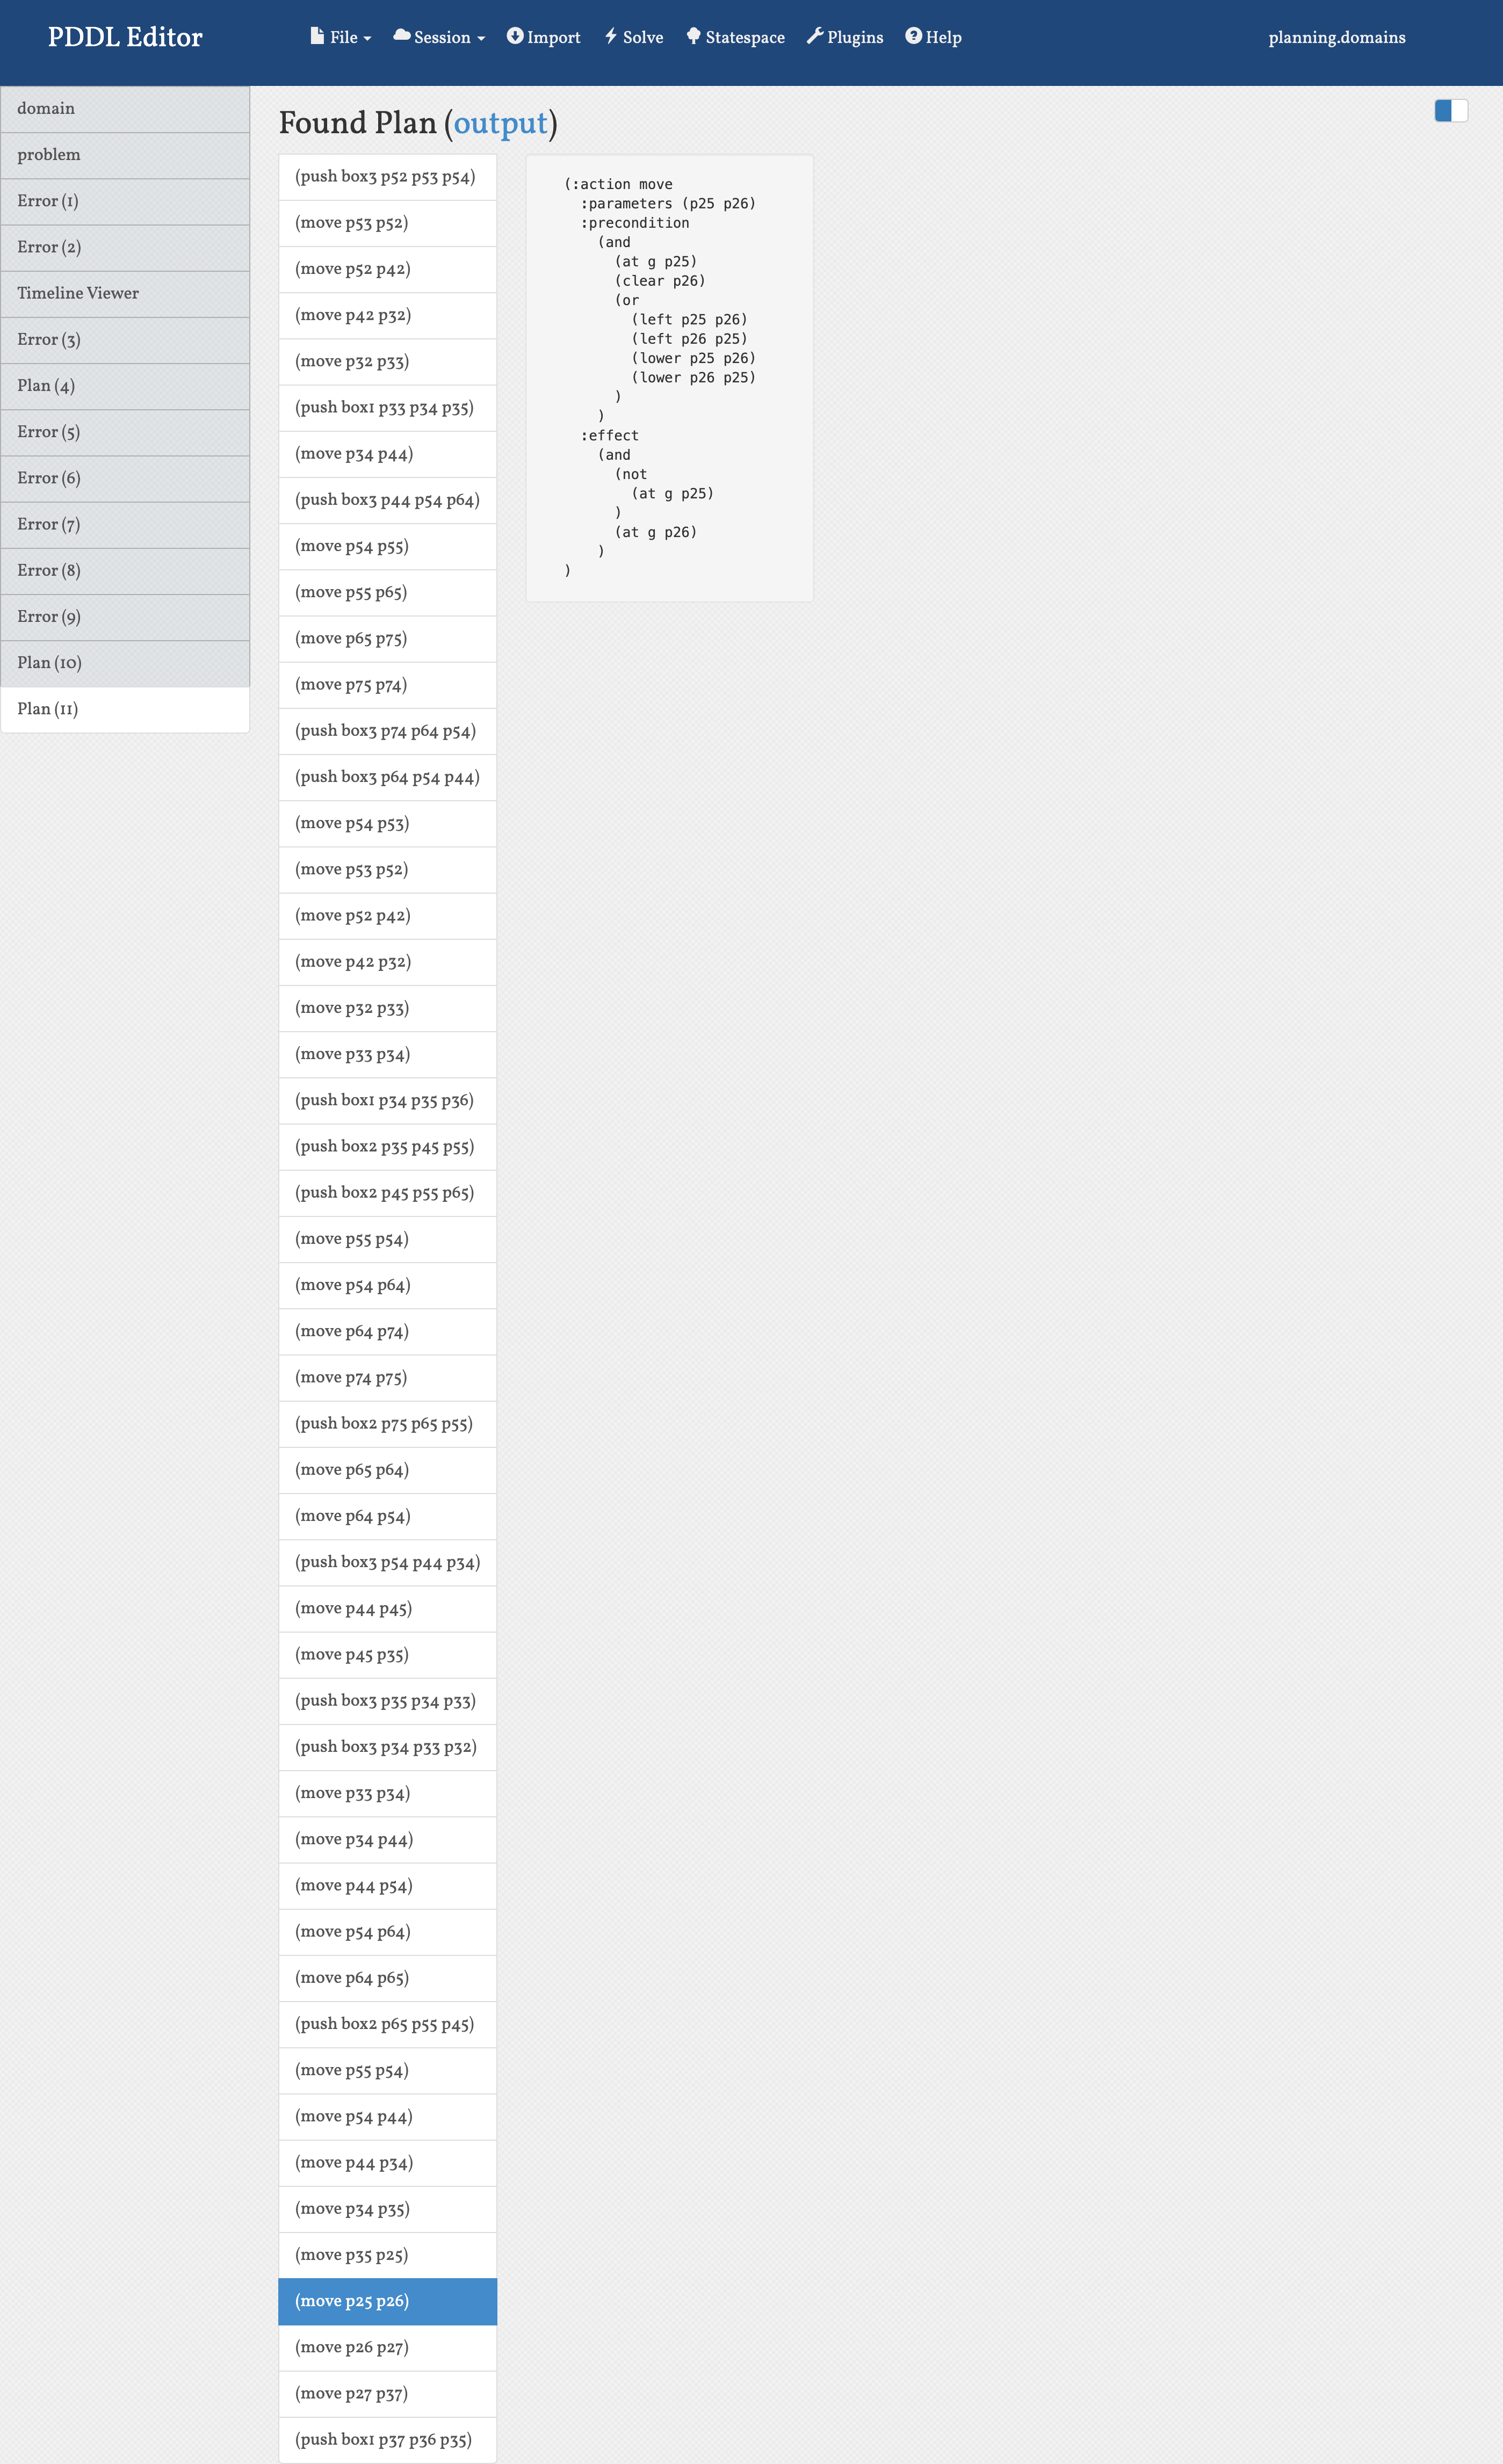 PDDL Editor
File
Session
Import
Solve
Statespace
Plugins
Help
planning.domains
domain
problem
Error (1)
Error (2)
Timeline Viewer
Error (3)
Plan (4)
Error (5)
Error (6)
Error (7)
Error (8)
Error (9)
Plan (10)
Plan (11)
Found Plan (output)
(push box3 p52 p53 p54)
(move p53 p52)
(move p52 p42)
(move p42 p32)
(move p32 p33)
(push box1 p33 p34 p35)
(move p34 p44)
(push box3 p44 p54 p64)
(move p54 p55)
(move p55 p65)
(move p65 p75)
(move p75 p74)
(push box3 p74 p64 p54)
(push box3 p64 p54 p44)
(move p54 p53)
(move p53 p52)
(move p52 p42)
(move p42 p32)
(move p32 p33)
(move p33 p34)
(push box1 p34 p35 p36)
(push box2 p35 p45 p55)
(push box2 p45 p55 p65)
(move p55 p54)
(move p54 p64)
(move p64 p74)
(move p74 p75)
(push box2 p75 p65 p55)
(move p65 p64)
(move p64 p54)
(push box3 p54 p44 p34)
(move p44 p45)
(move p45 p35)
(push box3 p35 p34 p33)
(push box3 p34 p33 p32)
(move p33 p34)
(move p34 p44)
(move p44 p54)
(move p54 p64)
(move p64 p65)
(push box2 p65 p55 p45)
(move p55 p54)
(move p54 p44)
(move p44 p34)
(move p34 p35)
(move p35 p25)
(move p25 p26)
(move p26 p27)
(move p27 p37)
(push box1 p37 p36 p35)
(:action move
:parameters (p25 p26)
:precondition
(and
(at g p25)
(clear p26)
(or
(left p25 p26)
(left p26 p25)
(lower p25 p26)
(lower p26 p25)
)
)
:effect
(and
(not
(at g p25)
)
(at g p26)
)
)